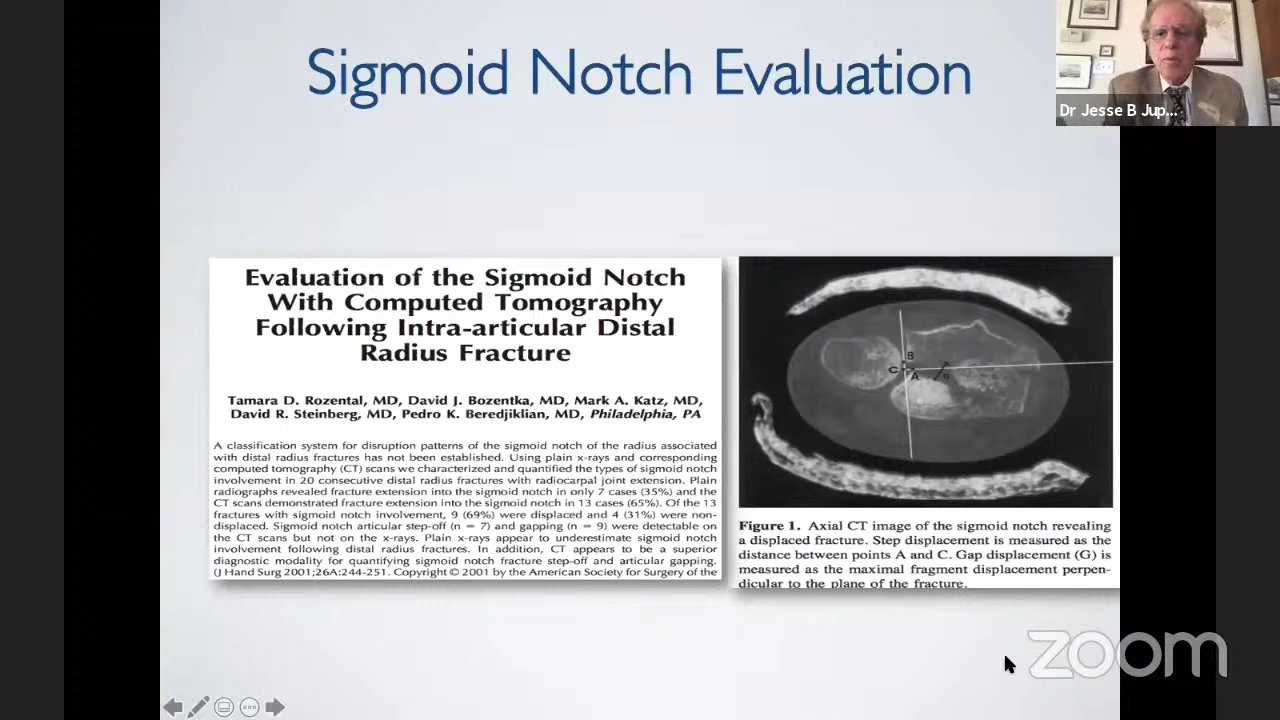 Sigmoid Notch Evaluation
Dr Jesse B Jup...
Evaluation of the Sigmoid Notch
With Computed Tomography
Following Intra-articular Distal
Radius Fracture
Tamara D. Rozental, MD, David J. Bozentka, MD, Mark A. Katz, MD,
David R. Steinberg, MD, Pedro K. Beredjiklian, MD, Philadelphia, PA
A classification system for disruption patterns of the sigmoid notch of the radius associated
with distal radius fractures has not been established. Using plain x-rays and corresponding
computed tomography (CT) scans we characterized and quantified the types of sigmoid notch
involvement in 20 consecutive distal radius fractures with radiocarpal joint extension. Plain
radiographs revealed fracture extension into the sigmoid notch in only 7 cases (35%) and the
CT scans demonstrated fracture extension into the sigmoid notch in 13 cases (65%). Of the 13
fractures with sigmoid notch involvement, 9 (69%) were displaced and 4 (31%) were non-
displaced. Sigmoid notch articular step-off (n = 7) and gapping (n = 9) were detectable on
the CT scans but not on the x-rays. Plain x-rays appear to underestimate sigmoid notch
involvement following distal radius fractures. In addition, CT appears to be a superior
diagnostic modality for quantifying sigmoid notch fracture step-off and articular gapping.
(J Hand Surg 2001;26A:244-251. Copyright © 2001 by the American Society for Surgery of the
B
C
A
G
Figure 1. Axial CT image of the sigmoid notch revealing
a displaced fracture. Step displacement is measured as the
distance between points A and C. Gap displacement (G) is
measured as the maximal fragment displacement perpen-
dicular to the plane of the fracture.
zoom